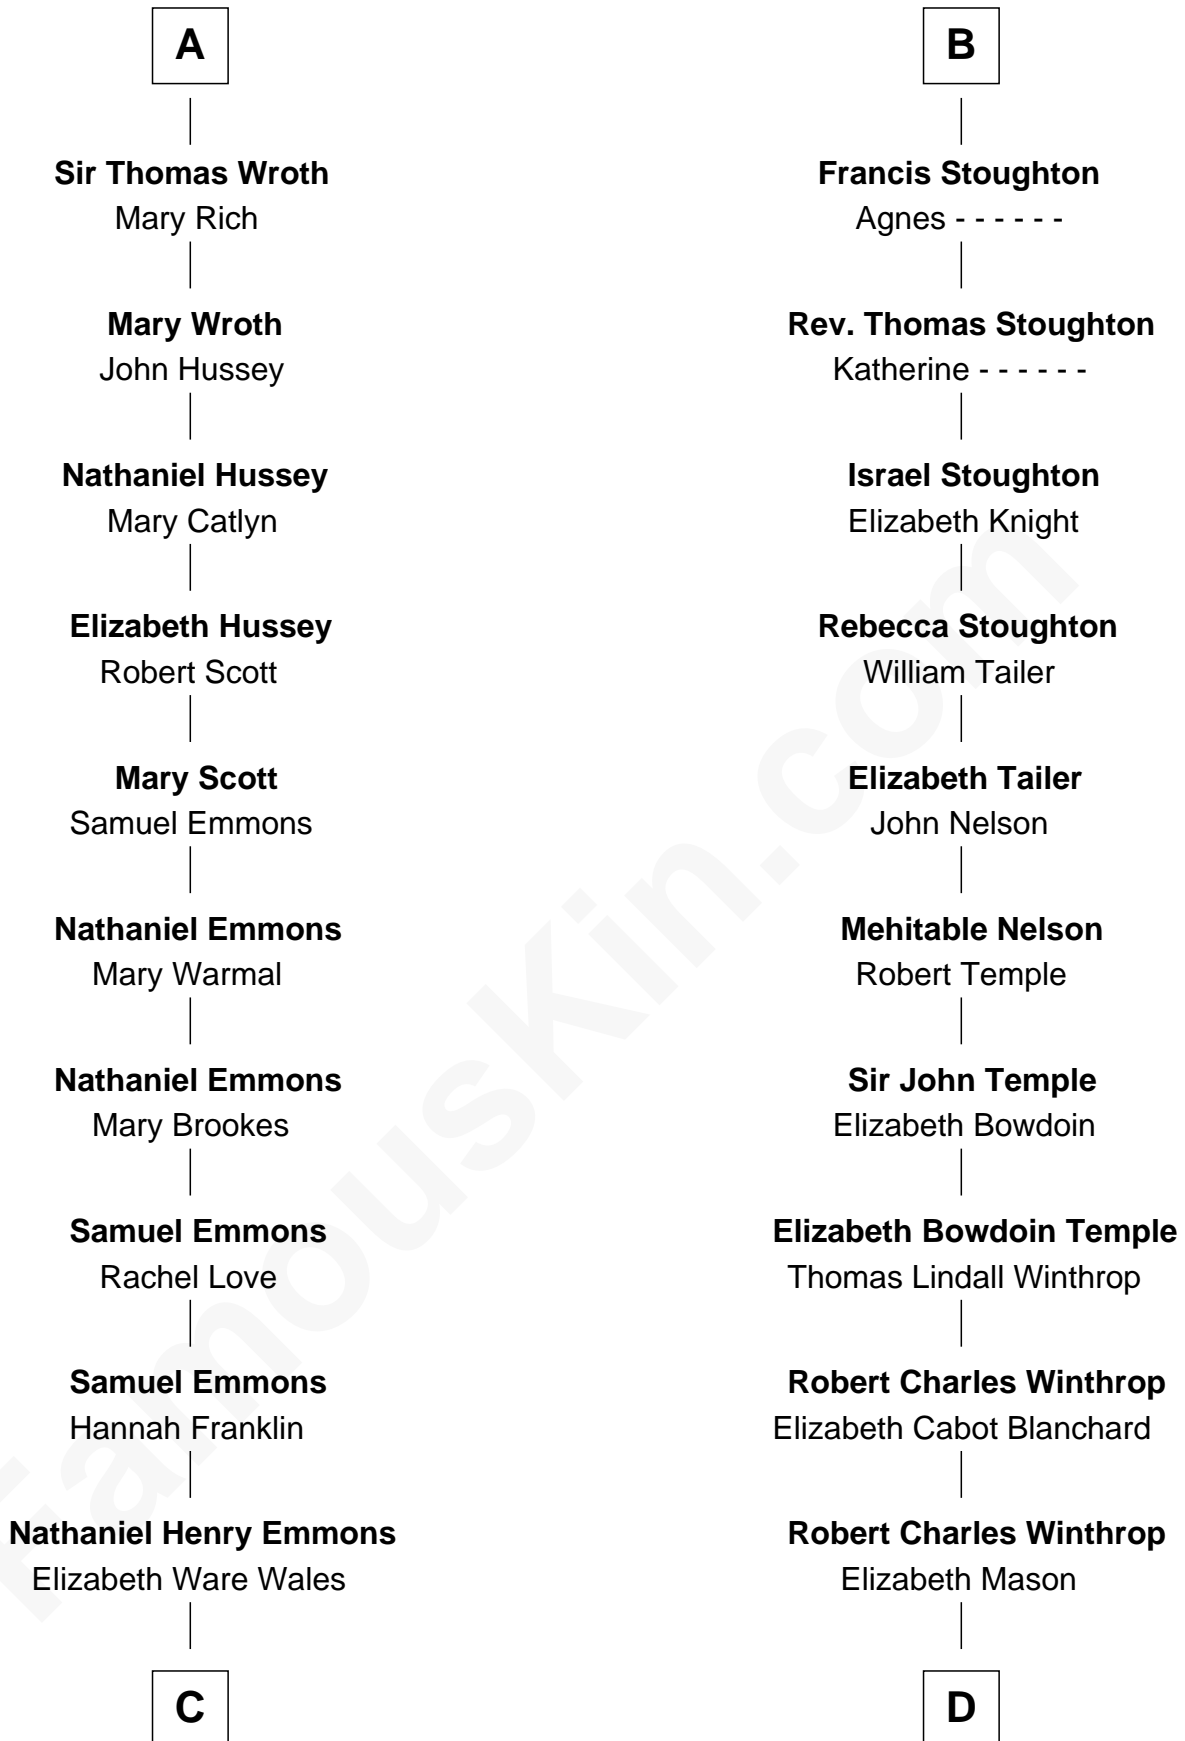 A
Sir Thomas Wroth
Mary Rich
Mary Wroth
John Hussey
Nathaniel Hussey
Mary Catlyn
Elizabeth Hussey
Robert Scott
Mary Scott
Samuel Emmons
Nathaniel Emmons
Mary Warmal
Nathaniel Emmons
Mary Brookes
Samuel Emmons
Rachel Love
Samuel Emmons
Hannah Franklin
Nathaniel Henry Emmons
Elizabeth Ware Wales
C
B
Francis Stoughton
Agnes - - - - - -
Rev. Thomas Stoughton
Katherine - - - - - -
Israel Stoughton
Elizabeth Knight
Rebecca Stoughton
William Tailer
Elizabeth Tailer
John Nelson
Mehitable Nelson
Robert Temple
Sir John Temple
Elizabeth Bowdoin
Elizabeth Bowdoin Temple
Thomas Lindall Winthrop
Robert Charles Winthrop
Elizabeth Cabot Blanchard
Robert Charles Winthrop
Elizabeth Mason
D
FamousKin.com